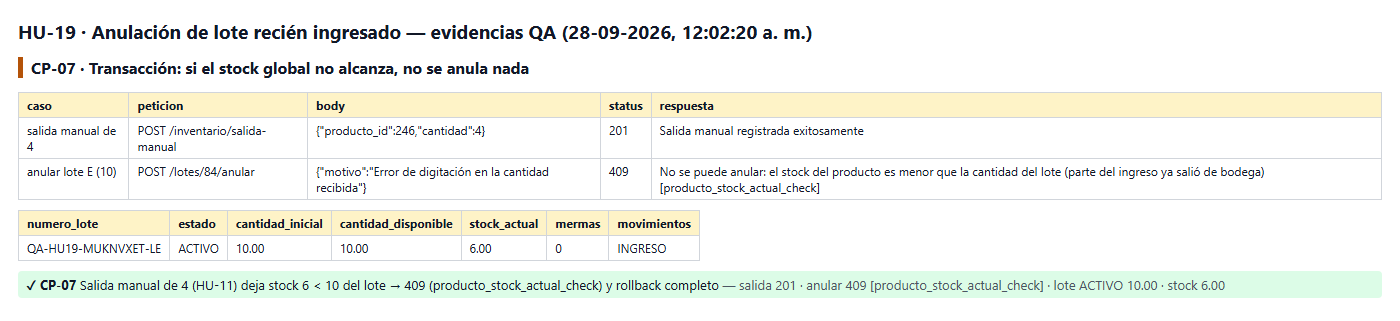 HU-19 · Anulación de lote recién ingresado — evidencias QA (28-09-2026, 12:02:20 a. m.)
CP-07 · Transacción: si el stock global no alcanza, no se anula nada
caso peticion body status respuesta
salida manual de 4 POST /inventario/salida-manual {"producto_id":246,"cantidad":4} 201 Salida manual registrada exitosamente
anular lote E (10) POST /lotes/84/anular {"motivo":"Error de digitación en la cantidad recibida"} 409 No se puede anular: el stock del producto es menor que la cantidad del lote (parte del ingreso ya salió de bodega) [producto_stock_actual_check]
numero_lote estado cantidad_inicial cantidad_disponible stock_actual mermas movimientos
QA-HU19-MUKNVXET-LE ACTIVO 10.00 10.00 6.00 0 INGRESO
✓ CP-07 Salida manual de 4 (HU-11) deja stock 6 < 10 del lote → 409 (producto_stock_actual_check) y rollback completo — salida 201 · anular 409 [producto_stock_actual_check] · lote ACTIVO 10.00 · stock 6.00